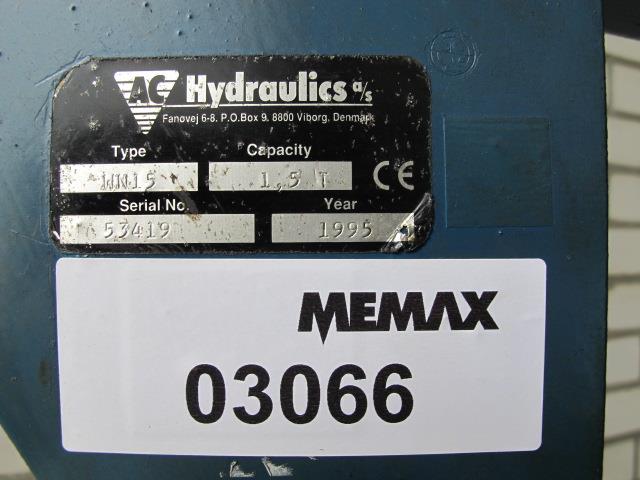 AC Hydraulics a/s
Fanovej 6-8. P.O.Box 9. 8800 Viborg. Denmark
Type Capacity
WN15 1,5 T CE
Serial No. Year
53419 1995
MEMAX
03066